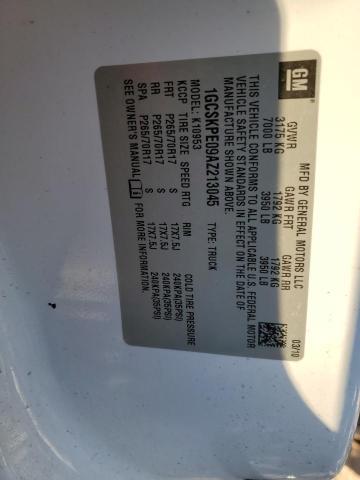 GM
MFD BY GENERAL MOTORS LLC 03/10
GVWR GAWR FRT GAWR RR
3175 KG 1792 KG 1792 KG
7000 LB 3950 LB 3950 LB
THIS VEHICLE CONFORMS TO ALL APPLICABLE U.S. FEDERAL MOTOR
VEHICLE SAFETY STANDARDS IN EFFECT ON THE DATE OF
MANUFACTURE SHOWN ABOVE.
1GCSKPE09AZ213045 TYPE: TRUCK
MODEL: K10953
KCCP TIRE SIZE SPEED RTG RIM COLD TIRE PRESSURE
FRT P265/70R17 S 17X7.5J 240KPA(35PSI)
RR P265/70R17 S 17X7.5J 240KPA(35PSI)
SPA P265/70R17 S 17X7.5J 240KPA(35PSI)
SEE OWNER'S MANUAL